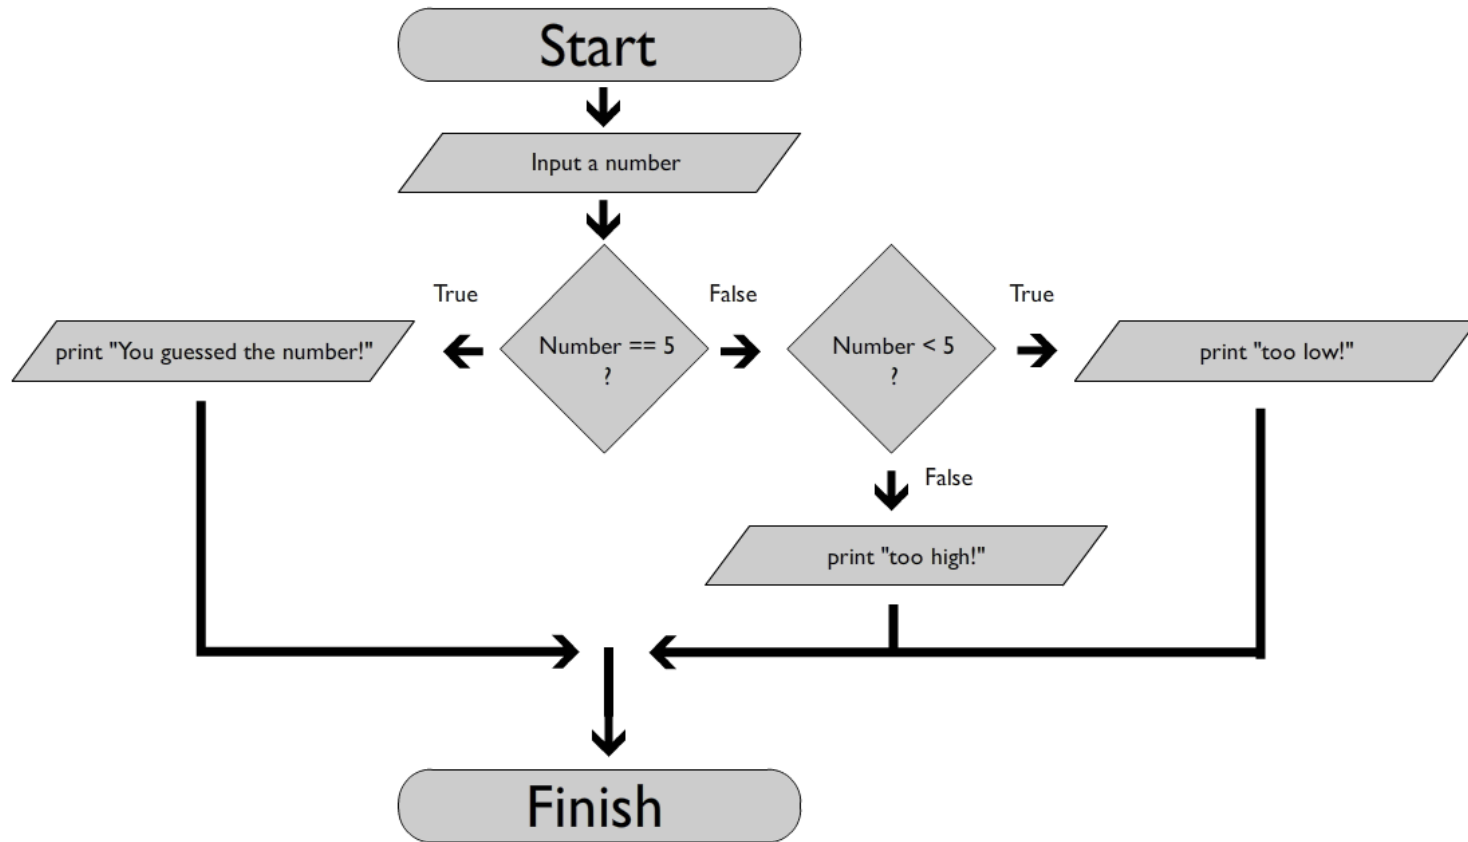 Start
Input a number
True
False
True
print "You guessed the number!"
Number == 5
?
Number < 5
?
print "too low!"
False
print "too high!"
Finish